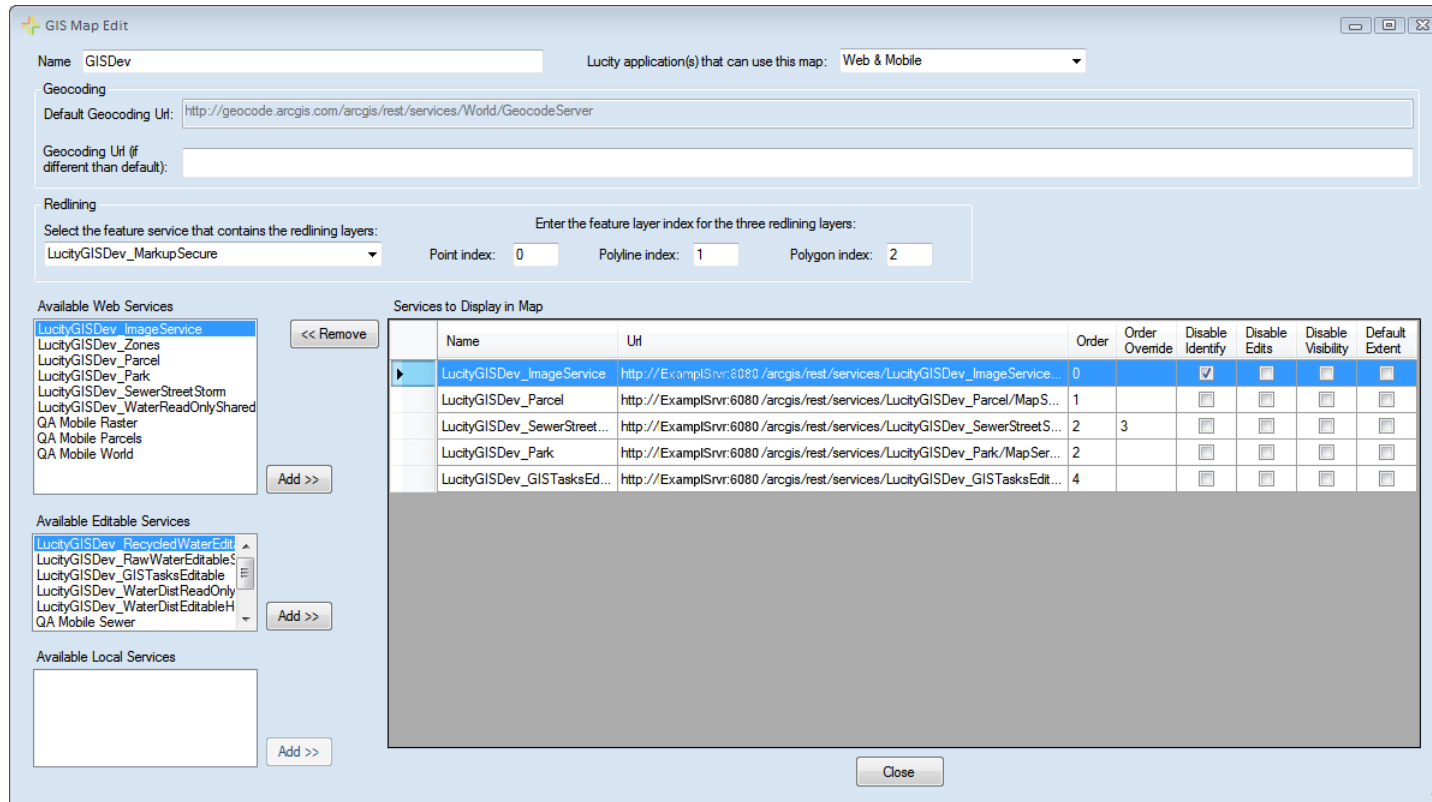 GIS Map Edit
Name GISDev Lucity application(s) that can use this map: Web & Mobile
Geocoding
Default Geocoding Url: http://geocode.arcgis.com/arcgis/rest/services/World/GeocodeServer
Geocoding Url (if
different than default):
Redlining
Select the feature service that contains the redlining layers: Enter the feature layer index for the three redlining layers:
LucityGISDev_MarkupSecure Point index: 0 Polyline index: 1 Polygon index: 2
Available Web Services
LucityGISDev_ImageService
LucityGISDev_Zones
LucityGISDev_Parcel
LucityGISDev_Park
LucityGISDev_SewerStreetStorm
LucityGISDev_WaterReadOnlyShared
QA Mobile Raster
QA Mobile Parcels
QA Mobile World
<< Remove
Add >>
Available Editable Services
LucityGISDev_RecycledWaterEdit
LucityGISDev_RawWaterEditableS
LucityGISDev_GISTasksEditable
LucityGISDev_WaterDistReadOnly
LucityGISDev_WaterDistEditableH
QA Mobile Sewer
Add >>
Available Local Services
Add >>
Services to Display in Map
Name Url Order Order Override Disable Identify Disable Edits Disable Visibility Default Extent
LucityGISDev_ImageService http://ExamplSrvr:6080/arcgis/rest/services/LucityGISDev_ImageService... 0
LucityGISDev_Parcel http://ExamplSrvr:6080/arcgis/rest/services/LucityGISDev_Parcel/MapS... 1
LucityGISDev_SewerStreet... http://ExamplSrvr:6080/arcgis/rest/services/LucityGISDev_SewerStreetS... 2 3
LucityGISDev_Park http://ExamplSrvr:6080/arcgis/rest/services/LucityGISDev_Park/MapSer... 2
LucityGISDev_GISTasksEd... http://ExamplSrvr:6080/arcgis/rest/services/LucityGISDev_GISTasksEdit... 4
Close